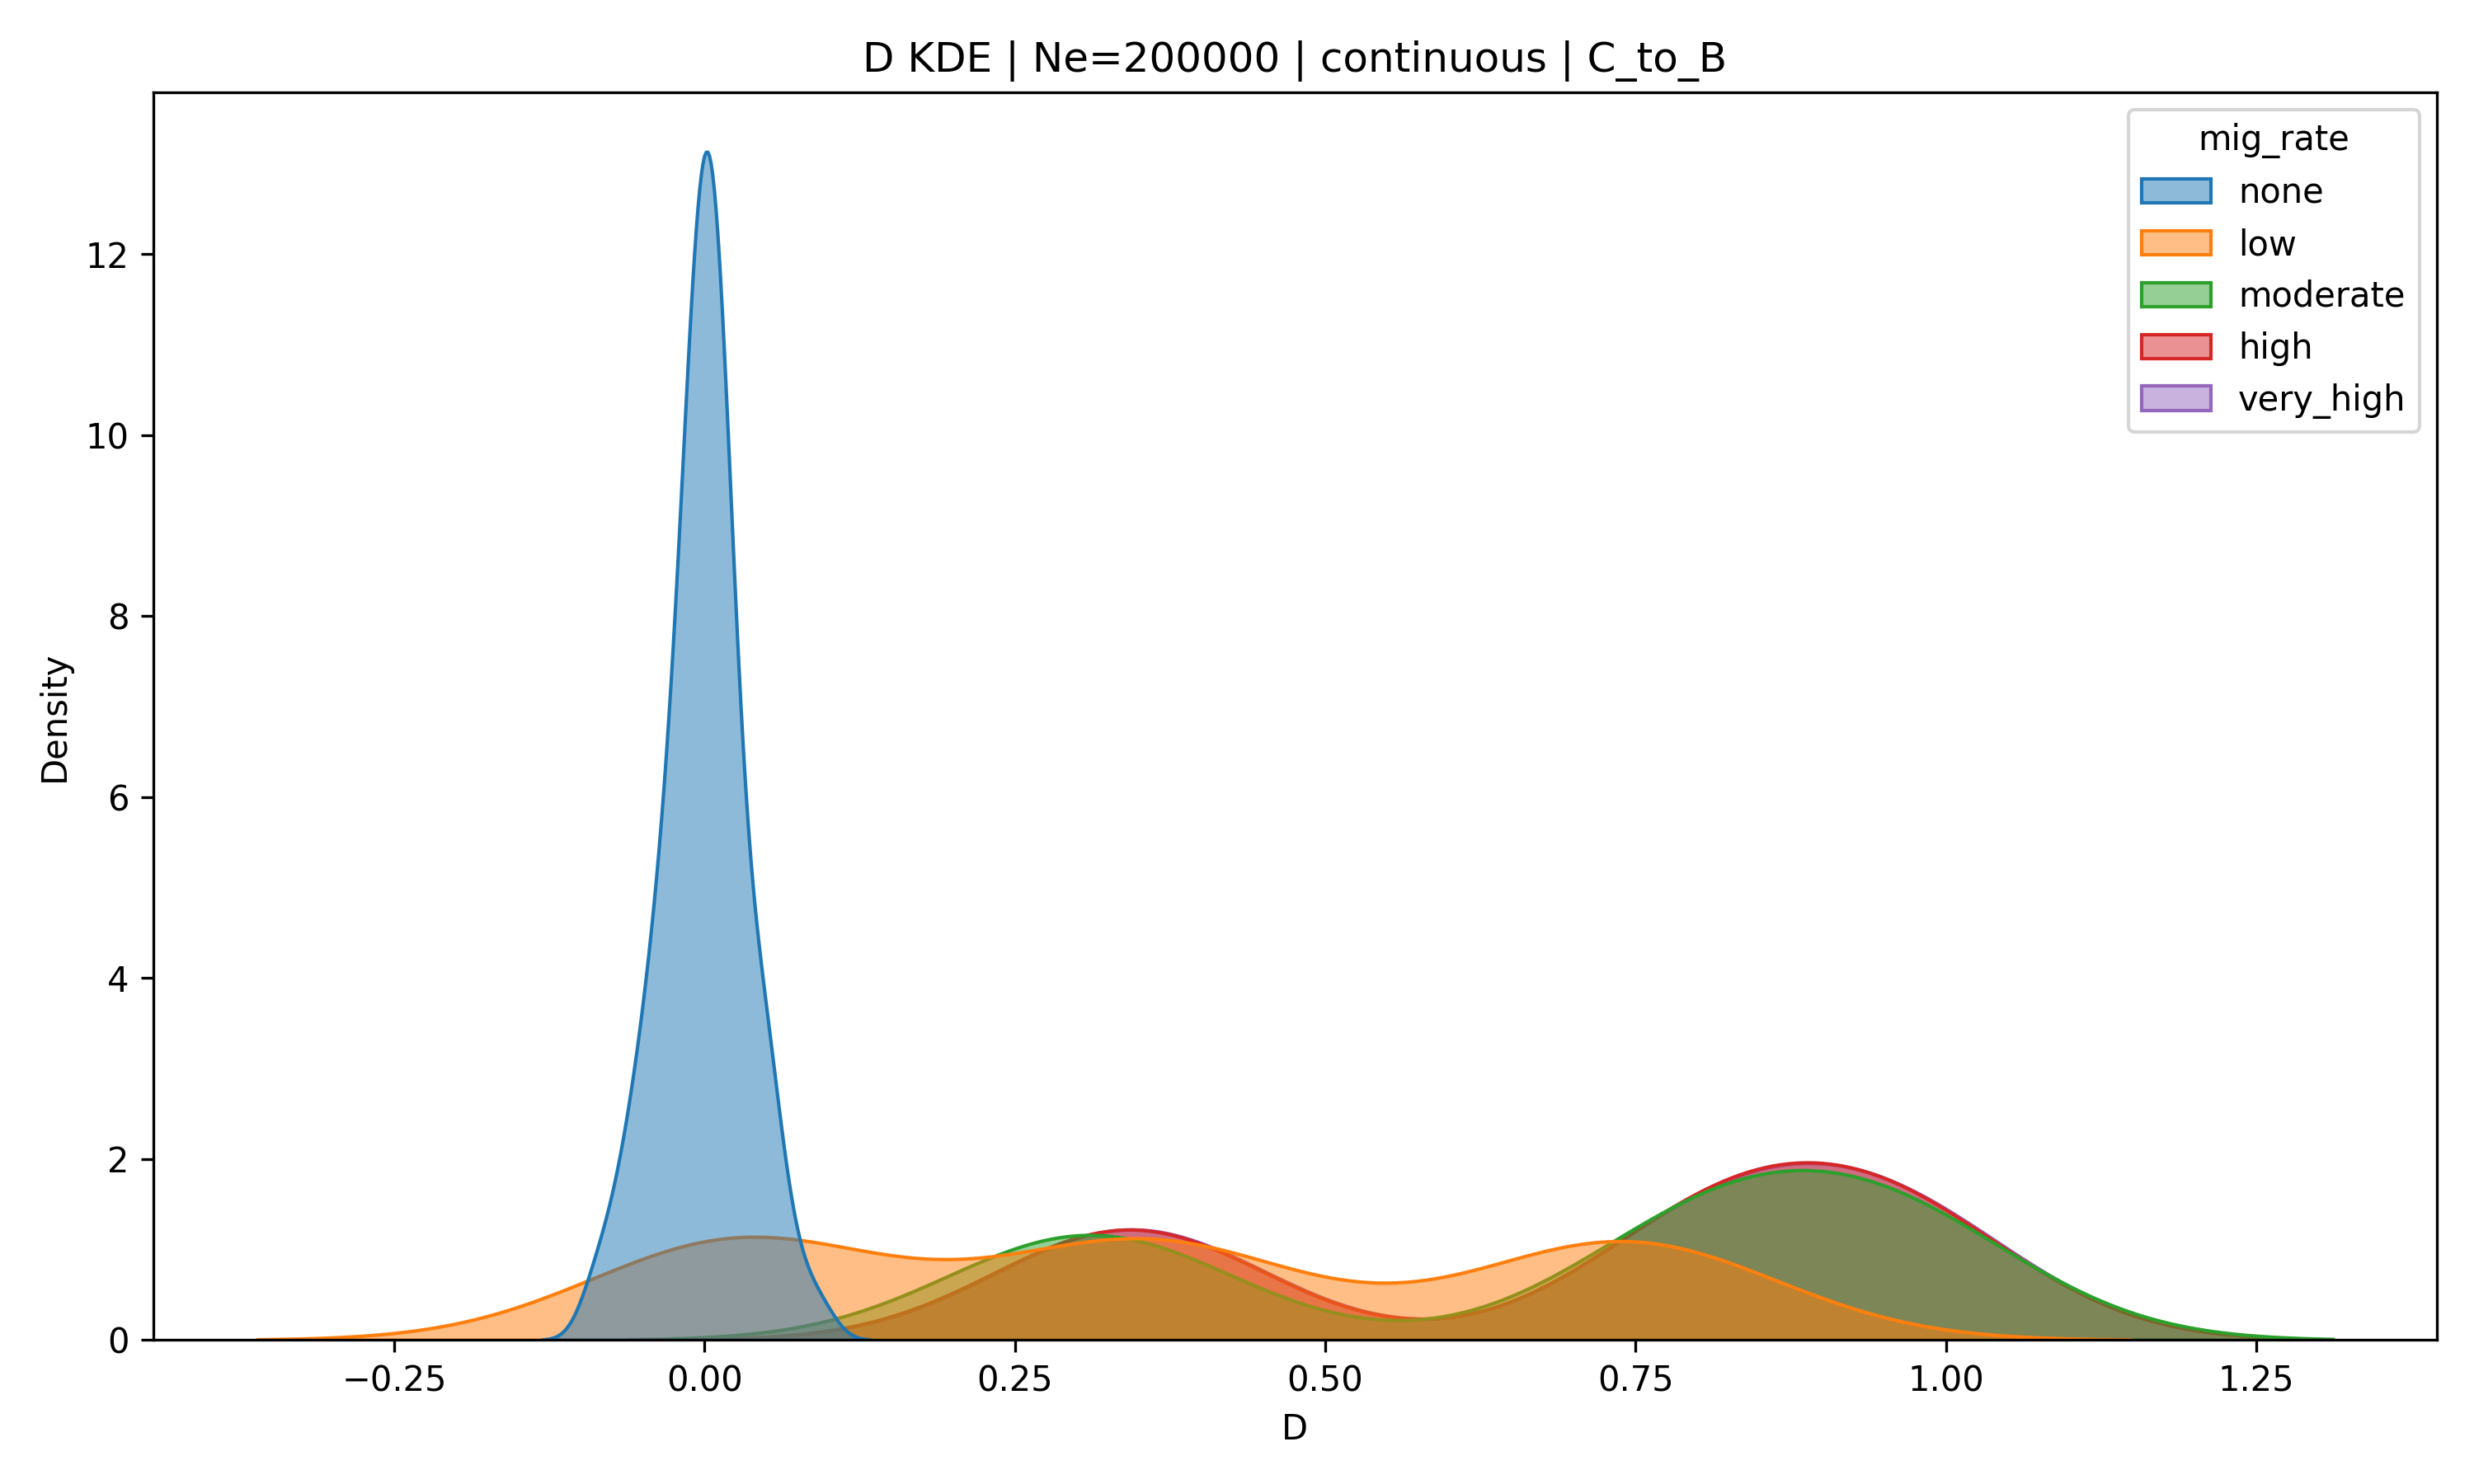 D KDE | Ne=200000 | continuous | C_to_B
mig_rate
none
low
moderate
high
very_high
Density
12
10
8
6
4
2
0
−0.25
0.00
0.25
0.50
0.75
1.00
1.25
D